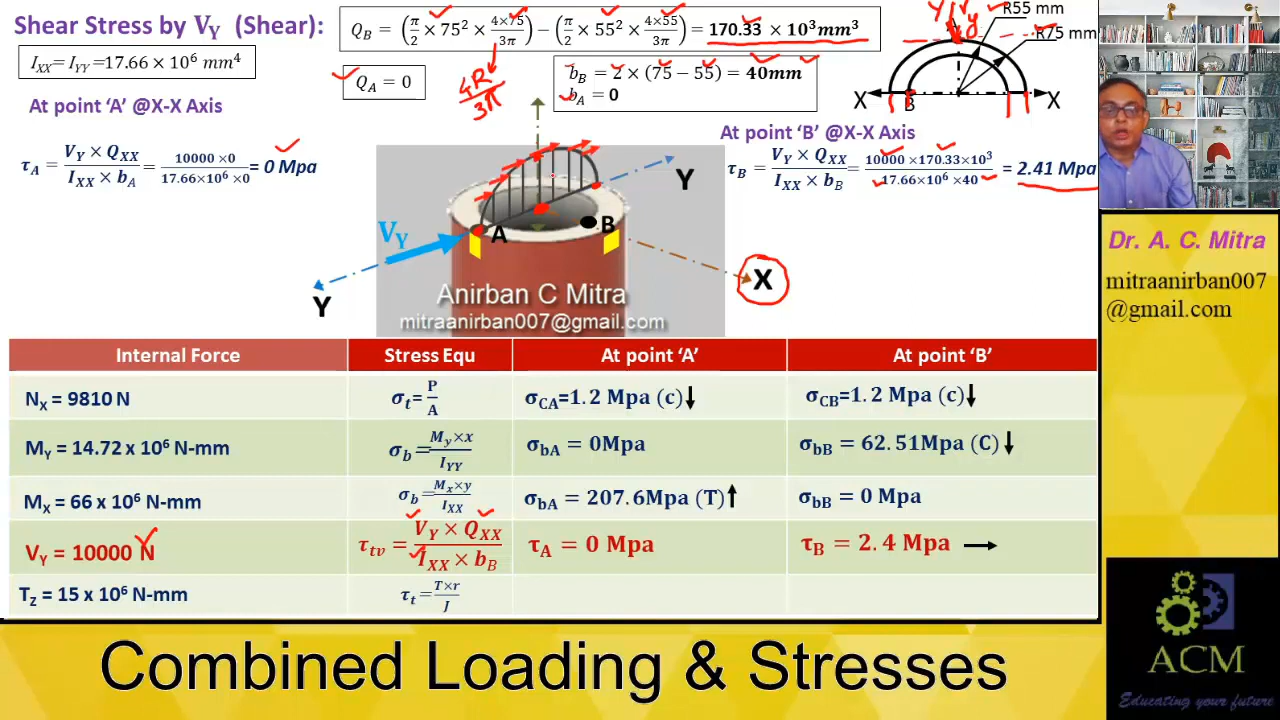 Shear Stress by V_Y (Shear):
I_XX = I_YY = 17.66 × 10⁶ mm⁴
Q_B = (π/2 × 75² × 4×75/3π) − (π/2 × 55² × 4×55/3π) = 170.33 × 10³mm³
Q_A = 0
b_B = 2 × (75 − 55) = 40mm
b_A = 0
4R/3π
R55 mm
R75 mm
y
X
B
X
At point 'A' @X-X Axis
τ_A = V_Y × Q_XX / I_XX × b_A = 10000 ×0 / 17.66×10⁶ ×0 = 0 Mpa
At point 'B' @X-X Axis
τ_B = V_Y × Q_XX / I_XX × b_B = 10000 ×170.33×10³ / 17.66×10⁶ ×40 = 2.41 Mpa
Y
V_Y
A
B
X
Y
Anirban C Mitra
mitraanirban007@gmail.com
Dr. A. C. Mitra
mitraanirban007
@gmail.com
Internal Force Stress Equ At point 'A' At point 'B'
N_X = 9810 N σ_t= P/A σ_CA=1.2 Mpa (c)↓ σ_CB=1.2 Mpa (c)↓
M_Y = 14.72 x 10⁶ N-mm σ_b= M_y×x/I_YY σ_bA = 0Mpa σ_bB = 62.51Mpa (C) ↓
M_X = 66 x 10⁶ N-mm σ_b= M_x×y/I_XX σ_bA = 207.6Mpa (T)↑ σ_bB = 0 Mpa
V_Y = 10000 N τ_tv = V_Y × Q_XX / I_XX × b_B τ_A = 0 Mpa τ_B = 2.4 Mpa →
T_Z = 15 x 10⁶ N-mm τ_t= T×r/J
Combined Loading & Stresses
ACM
Educating your future